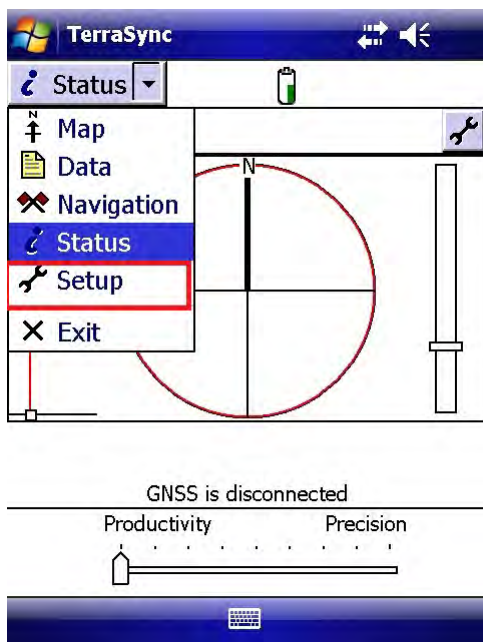 TerraSync
Status
Map
Data
Navigation
Status
Setup
Exit
N
GNSS is disconnected
Productivity Precision